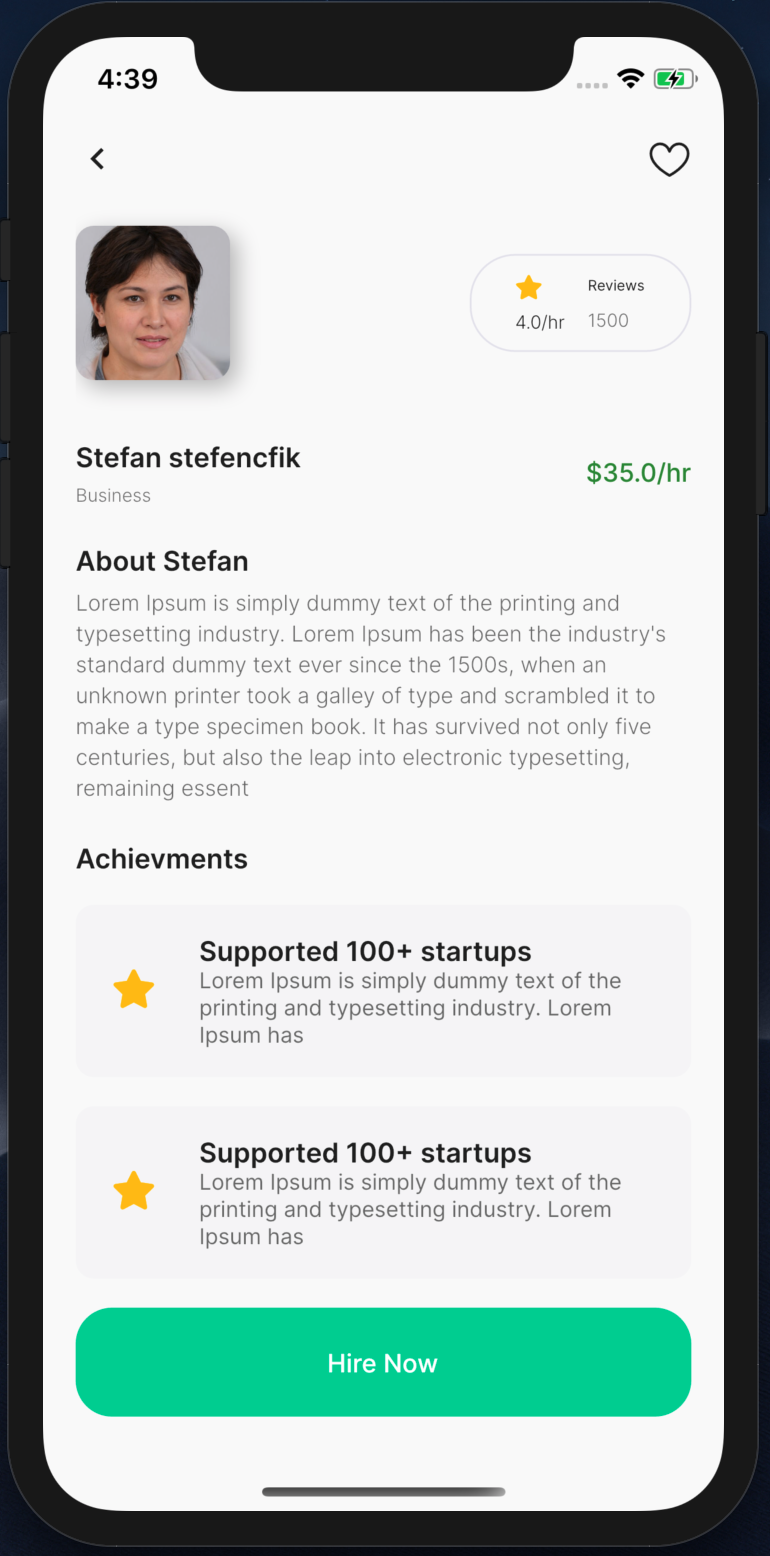 4:39
Reviews
4.0/hr 1500
Stefan stefencfik
$35.0/hr
Business
About Stefan
Lorem Ipsum is simply dummy text of the printing and
typesetting industry. Lorem Ipsum has been the industry's
standard dummy text ever since the 1500s, when an
unknown printer took a galley of type and scrambled it to
make a type specimen book. It has survived not only five
centuries, but also the leap into electronic typesetting,
remaining essent
Achievments
Supported 100+ startups
Lorem Ipsum is simply dummy text of the
printing and typesetting industry. Lorem
Ipsum has
Supported 100+ startups
Lorem Ipsum is simply dummy text of the
printing and typesetting industry. Lorem
Ipsum has
Hire Now